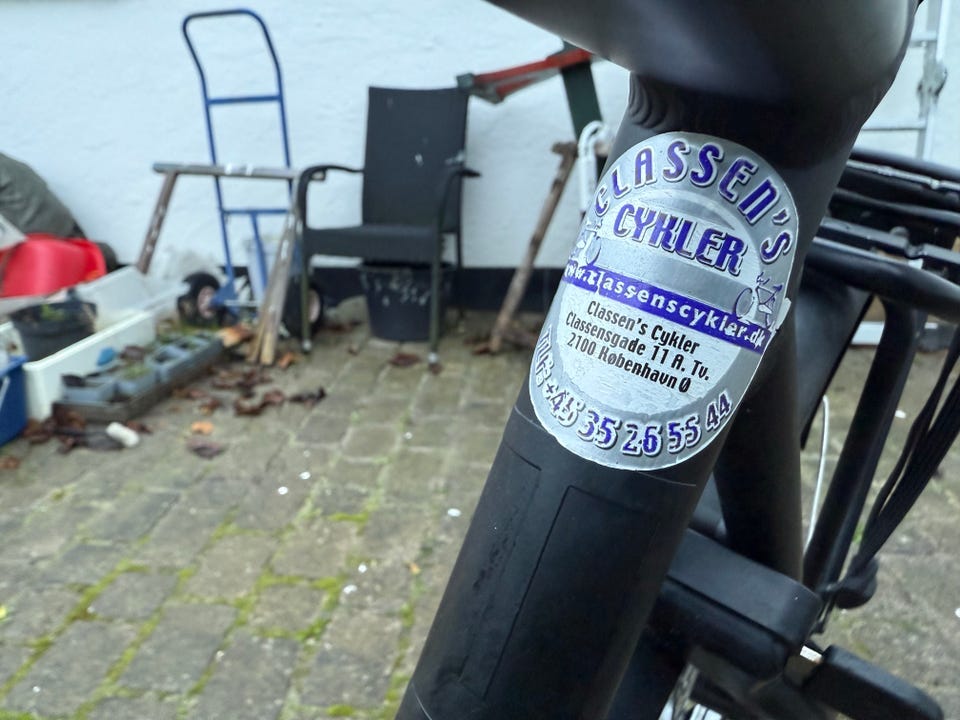 CLASSEN'S
CYKLER
www.classenscykler.dk
Classen's Cykler
Classensgade 11 A. Tv.
2100 København Ø
+45 35 26 55 44